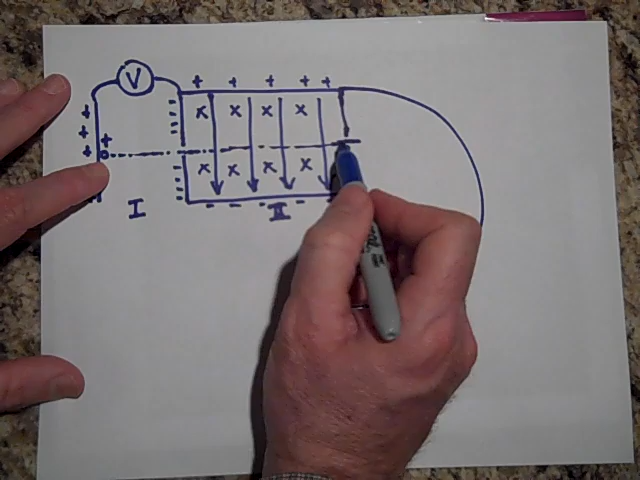 V
+ + + + +
+
+
+ +
x x x x
x x x x
I
II